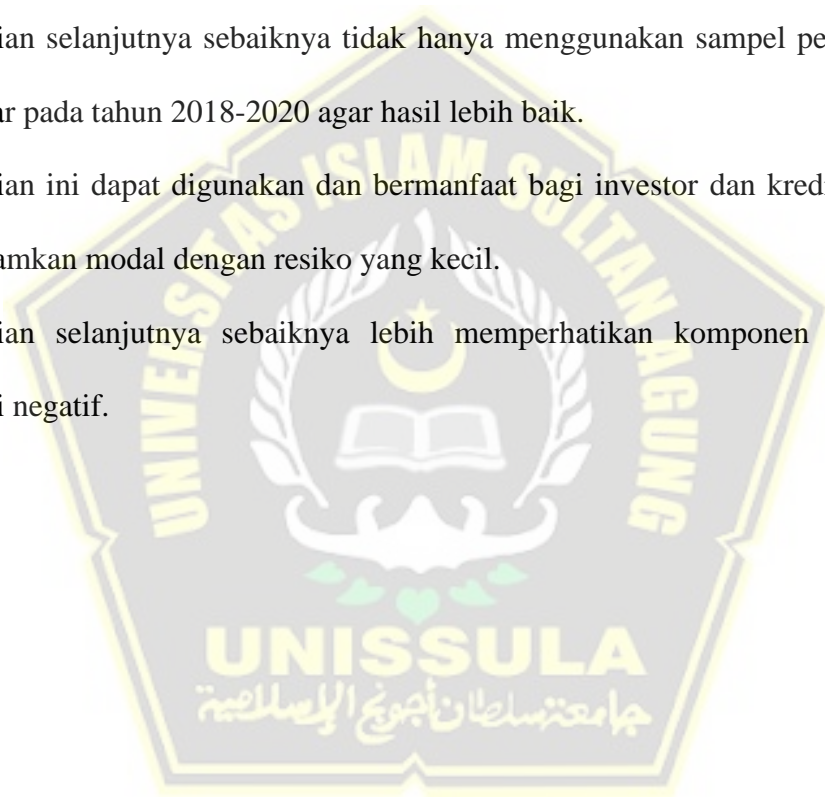 ian selanjutnya sebaiknya tidak hanya menggunakan sampel pe
ar pada tahun 2018-2020 agar hasil lebih baik.
ian ini dapat digunakan dan bermanfaat bagi investor dan kredi
amkan modal dengan resiko yang kecil.
ian selanjutnya sebaiknya lebih memperhatikan komponen
i negatif.
UNIVERSITAS ISLAM SULTAN AGUNG
UNISSULA
جامعة سلطان أجونج الإسلامية